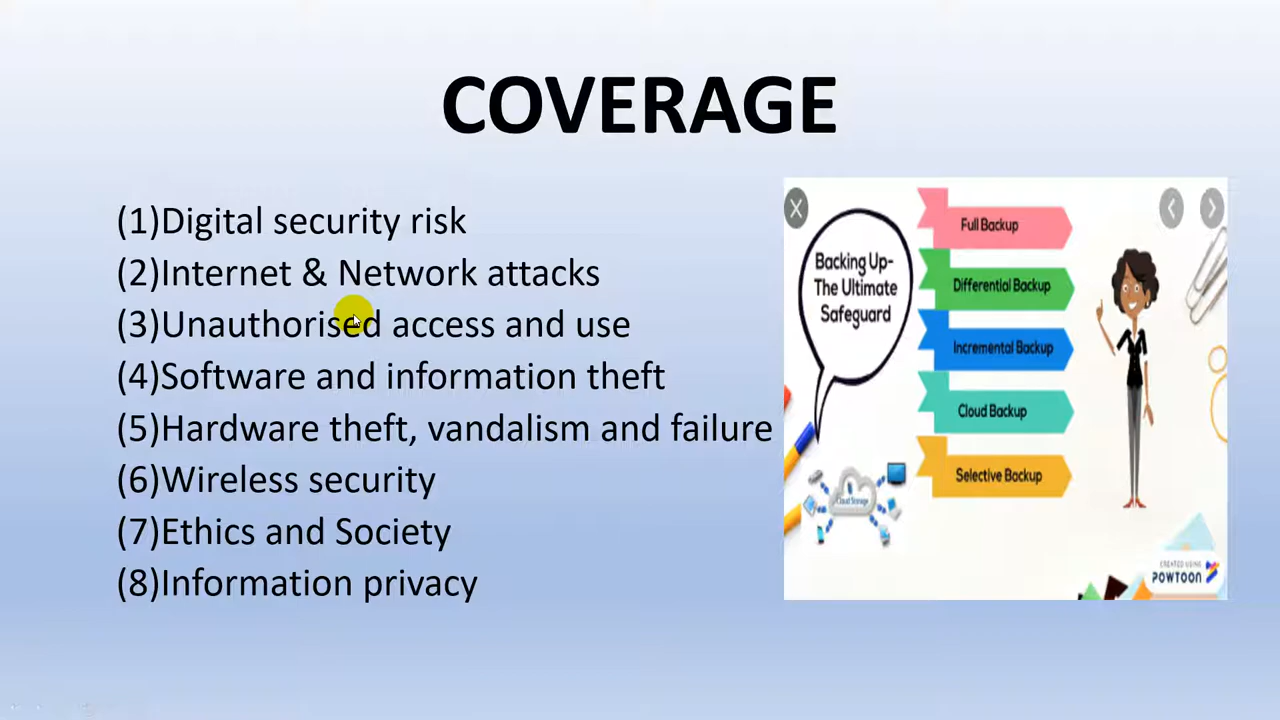 COVERAGE
(1)Digital security risk
(2)Internet & Network attacks
(3)Unauthorised access and use
(4)Software and information theft
(5)Hardware theft, vandalism and failure
(6)Wireless security
(7)Ethics and Society
(8)Information privacy
Backing Up-
The Ultimate
Safeguard
Full Backup
Differential Backup
Incremental Backup
Cloud Backup
Selective Backup
Cloud Storage
CREATED USING
POWTOON